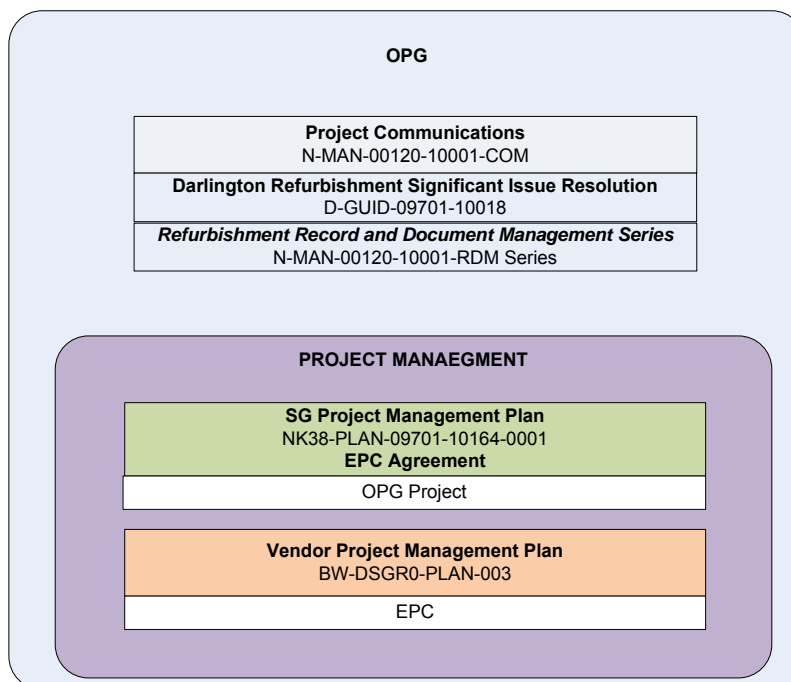 OPG
Project Communications
N-MAN-00120-10001-COM
Darlington Refurbishment Significant Issue Resolution
D-GUID-09701-10018
Refurbishment Record and Document Management Series
N-MAN-00120-10001-RDM Series
PROJECT MANAEGMENT
SG Project Management Plan
NK38-PLAN-09701-10164-0001
EPC Agreement
OPG Project
Vendor Project Management Plan
BW-DSGR0-PLAN-003
EPC